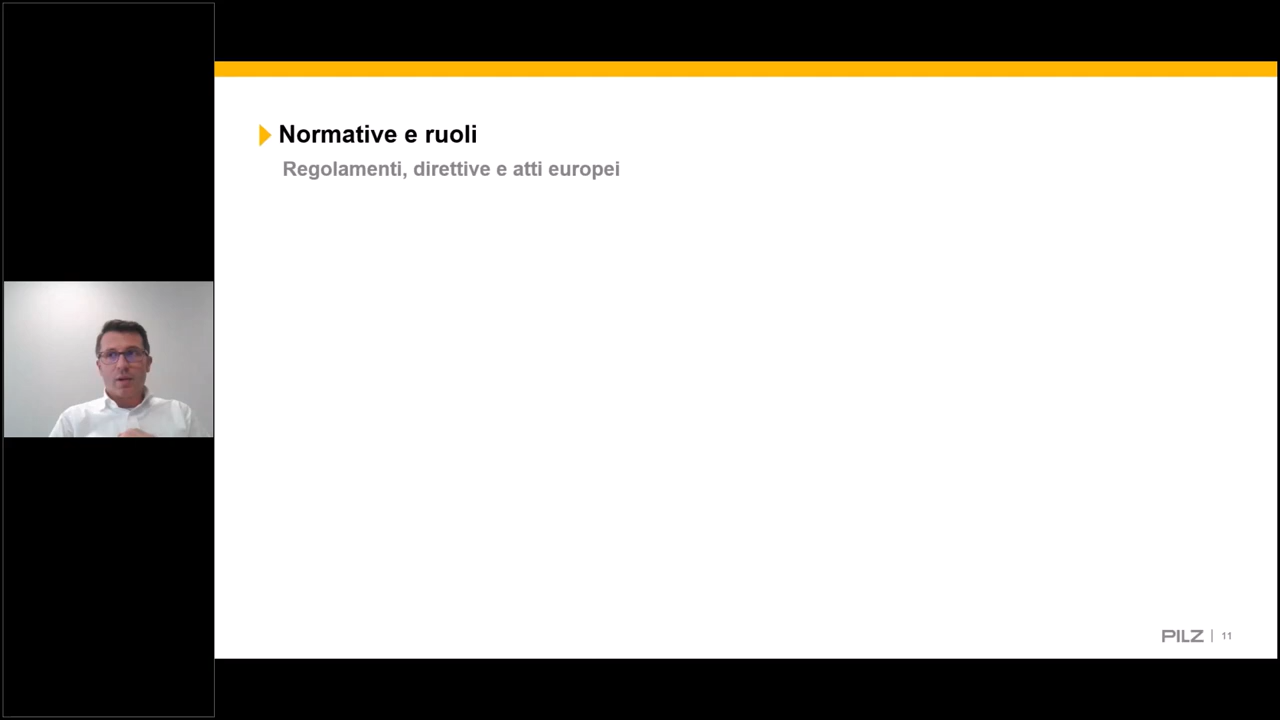 Normative e ruoli
Regolamenti, direttive e atti europei
PILZ | 11